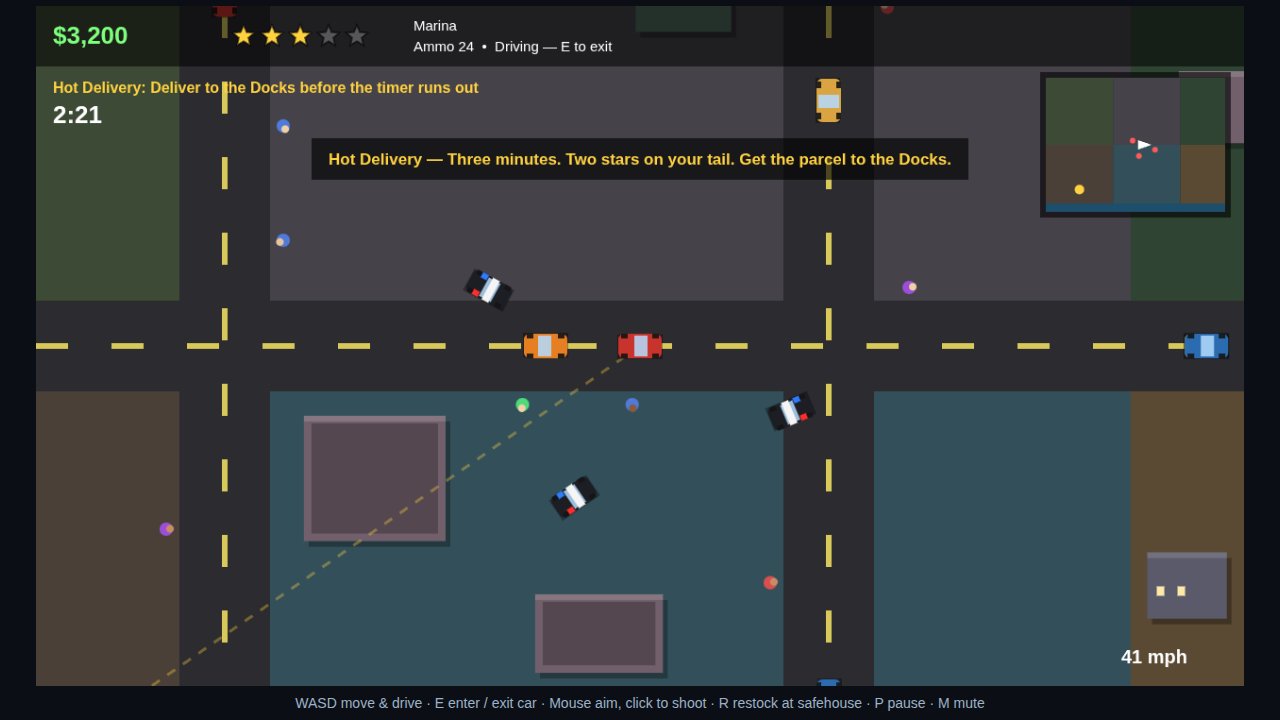 $3,200
Marina
Ammo 24 • Driving — E to exit
Hot Delivery: Deliver to the Docks before the timer runs out
2:21
Hot Delivery — Three minutes. Two stars on your tail. Get the parcel to the Docks.
41 mph
WASD move & drive · E enter / exit car · Mouse aim, click to shoot · R restock at safehouse · P pause · M mute